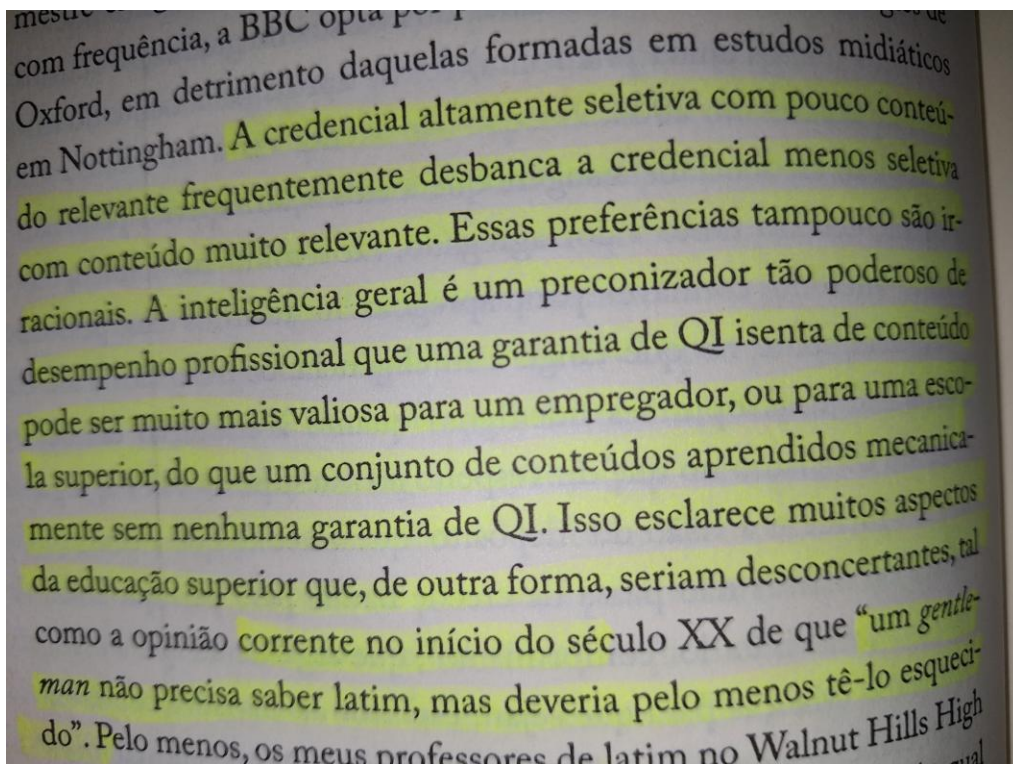 com frequência, a BBC opta
Oxford, em detrimento daquelas formadas em estudos midiáticos
em Nottingham. A credencial altamente seletiva com pouco conteú-
do relevante frequentemente desbanca a credencial menos seletiva
com conteúdo muito relevante. Essas preferências tampouco são ir-
racionais. A inteligência geral é um preconizador tão poderoso de
desempenho profissional que uma garantia de QI isenta de conteúdo
pode ser muito mais valiosa para um empregador, ou para uma esco-
la superior, do que um conjunto de conteúdos aprendidos mecanica-
mente sem nenhuma garantia de QI. Isso esclarece muitos aspectos
da educação superior que, de outra forma, seriam desconcertantes, tal
como a opinião corrente no início do século XX de que “um gentle-
man não precisa saber latim, mas deveria pelo menos tê-lo esqueci-
do”. Pelo menos, os meus professores de latim no Walnut Hills High